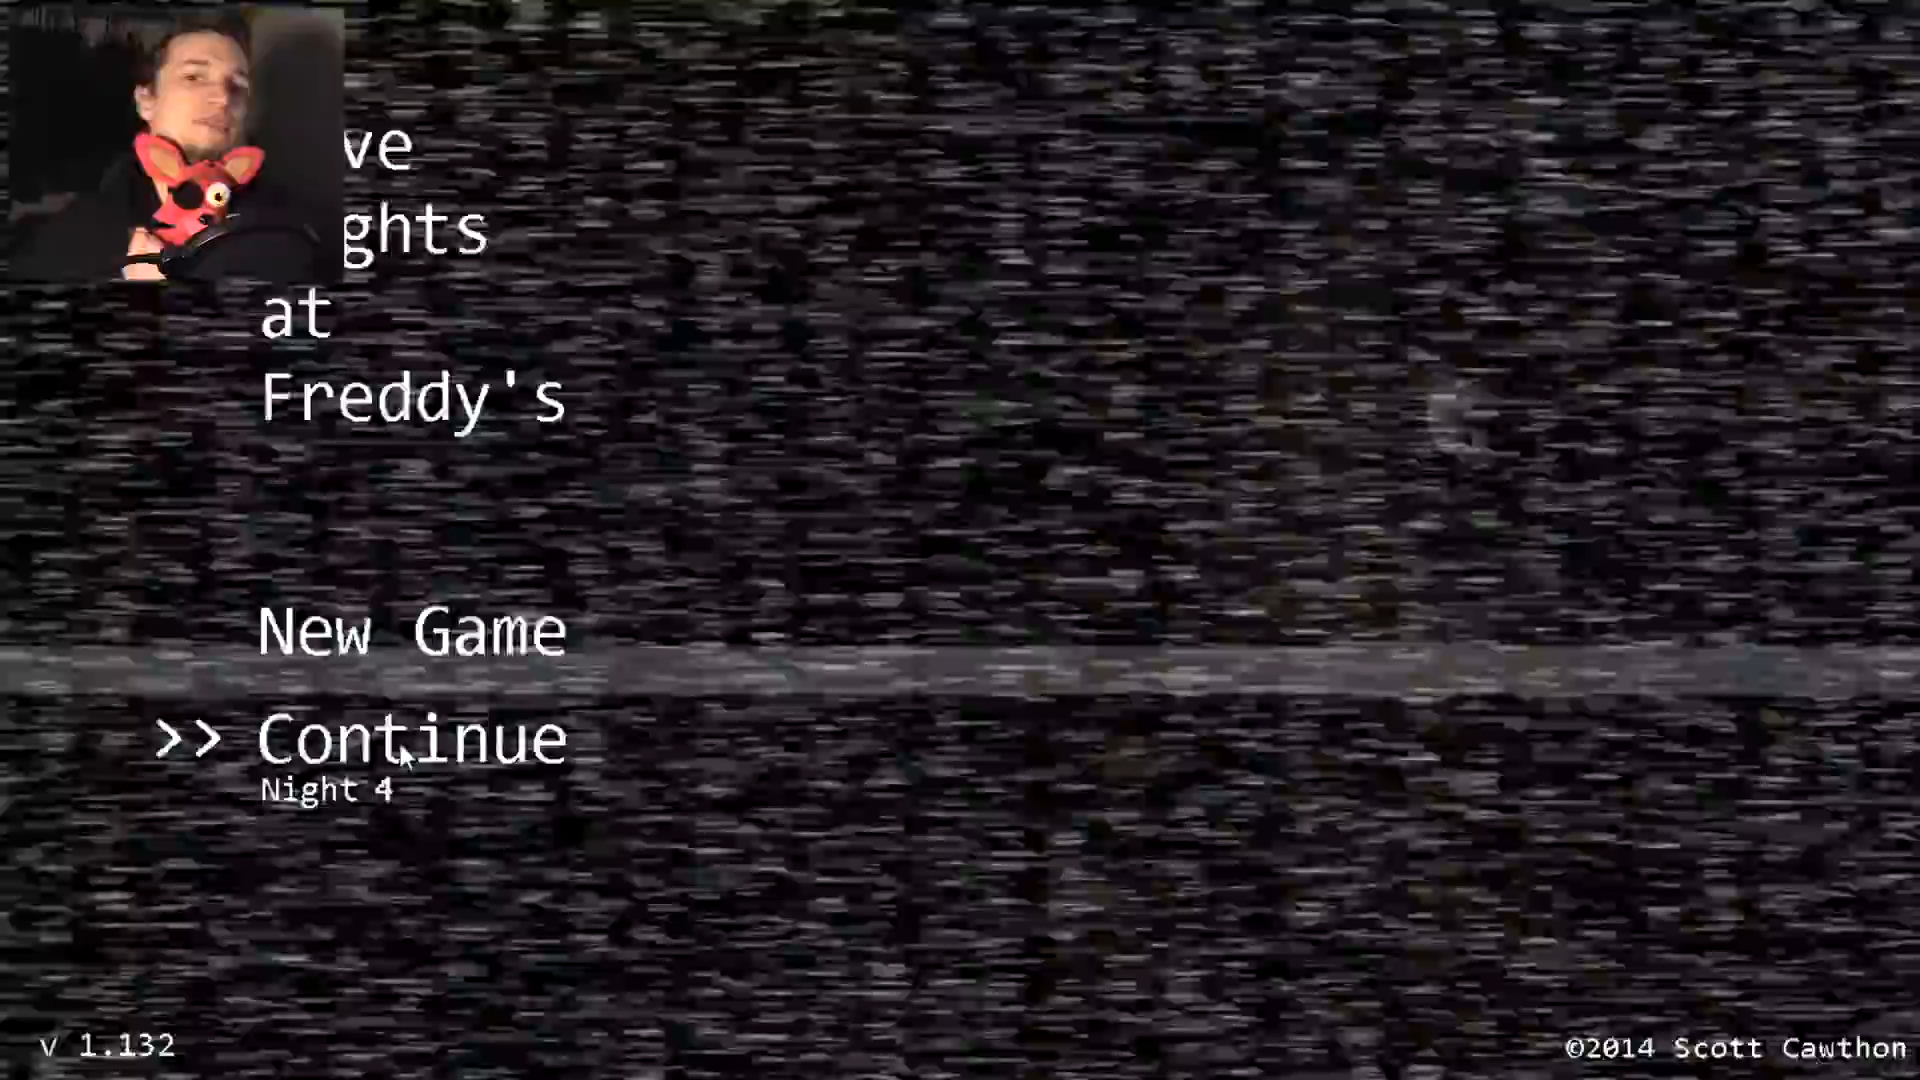 ve
ghts
at
Freddy's
New Game
>> Continue
Night 4
v 1.132
©2014 Scott Cawthon